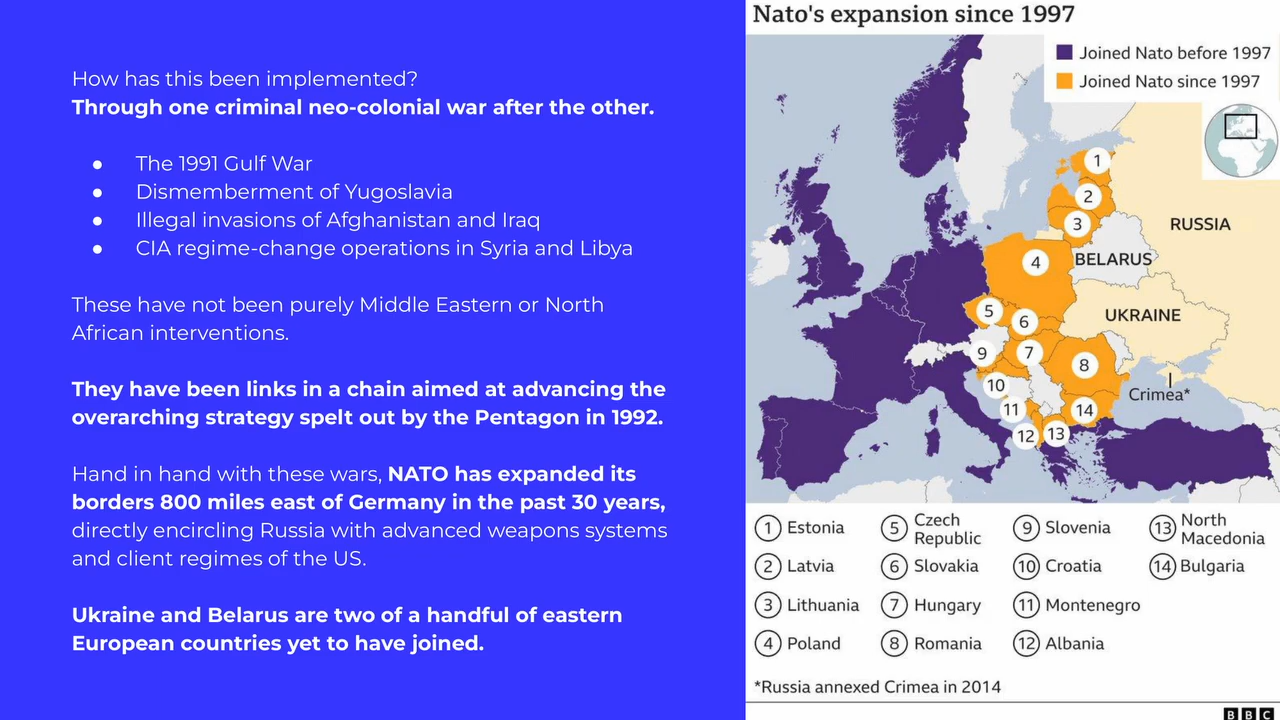 How has this been implemented?
Through one criminal neo-colonial war after the other.
● The 1991 Gulf War
● Dismemberment of Yugoslavia
● Illegal invasions of Afghanistan and Iraq
● CIA regime-change operations in Syria and Libya
These have not been purely Middle Eastern or North
African interventions.
They have been links in a chain aimed at advancing the
overarching strategy spelt out by the Pentagon in 1992.
Hand in hand with these wars, NATO has expanded its
borders 800 miles east of Germany in the past 30 years,
directly encircling Russia with advanced weapons systems
and client regimes of the US.
Ukraine and Belarus are two of a handful of eastern
European countries yet to have joined.
Nato's expansion since 1997
Joined Nato before 1997
Joined Nato since 1997
1
2
3
RUSSIA
4
BELARUS
5
6
UKRAINE
9
7
8
10
Crimea*
11
14
12
13
1 Estonia
2 Latvia
3 Lithuania
4 Poland
5 Czech
Republic
6 Slovakia
7 Hungary
8 Romania
9 Slovenia
10 Croatia
11 Montenegro
12 Albania
13 North
Macedonia
14 Bulgaria
*Russia annexed Crimea in 2014
BBC